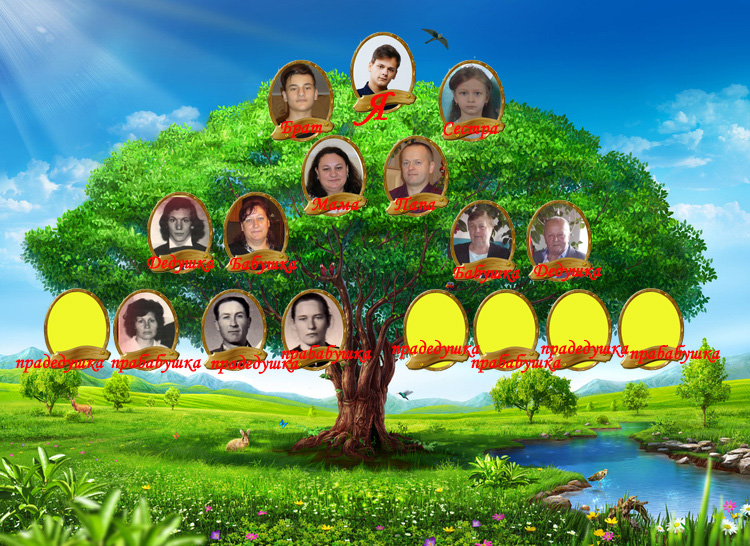 Я
Брат
Сестра
Мама
Папа
Дедушка
Бабушка
Бабушка
Дедушка
прадедушка
прабабушка
прадедушка
прабабушка
прадедушка
прабабушка
прадедушка
прабабушка